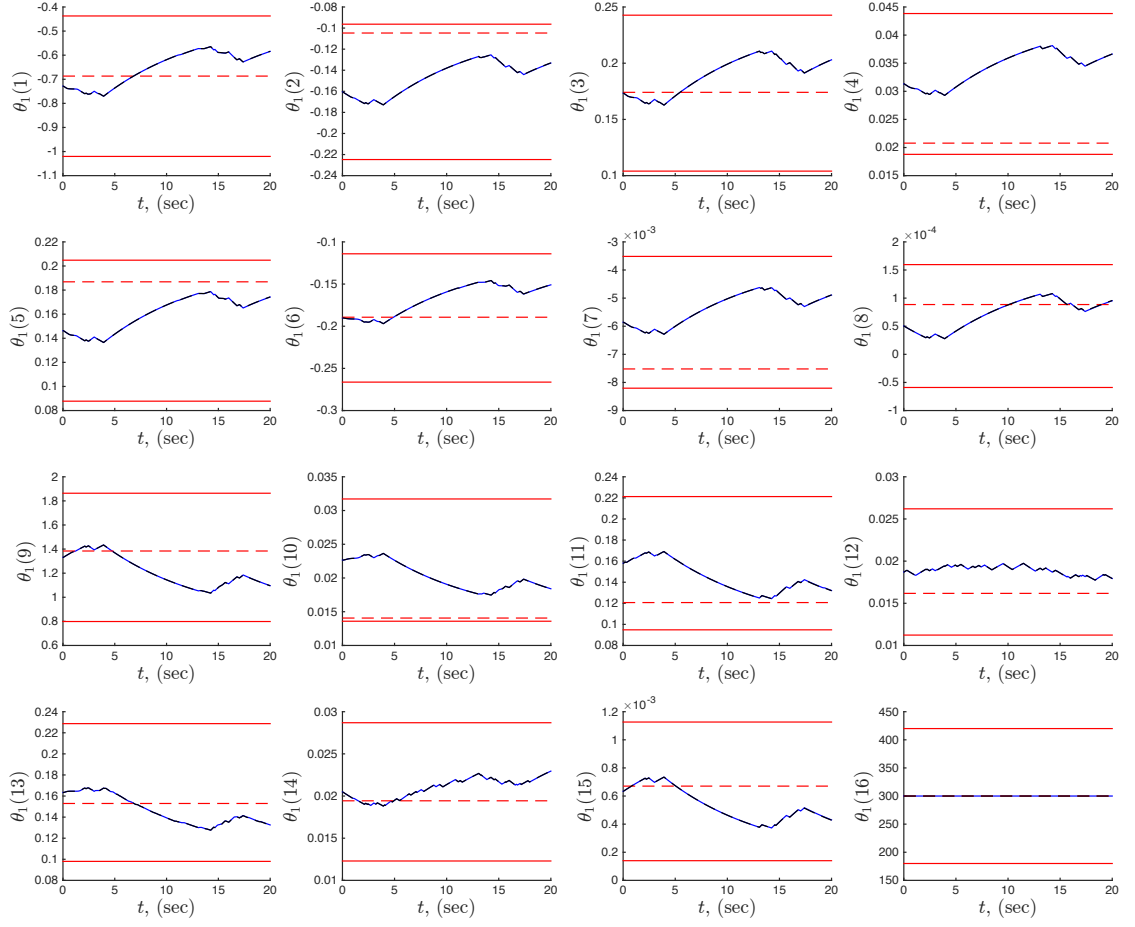 -0.4
-0.5
-0.6
-0.7
-0.8
-0.9
-1
-1.1
θ₁(1)
0 5 10 15 20
t, (sec)
-0.08
-0.1
-0.12
-0.14
-0.16
-0.18
-0.2
-0.22
-0.24
θ₁(2)
0 5 10 15 20
t, (sec)
0.25
0.2
0.15
0.1
θ₁(3)
0 5 10 15 20
t, (sec)
0.045
0.04
0.035
0.03
0.025
0.02
0.015
θ₁(4)
0 5 10 15 20
t, (sec)
0.22
0.2
0.18
0.16
0.14
0.12
0.1
0.08
θ₁(5)
0 5 10 15 20
t, (sec)
-0.1
-0.15
-0.2
-0.25
-0.3
θ₁(6)
0 5 10 15 20
t, (sec)
×10⁻³
-3
-4
-5
-6
-7
-8
-9
θ₁(7)
0 5 10 15 20
t, (sec)
×10⁻⁴
2
1
0
-0.5
-1
θ₁(8)
0 5 10 15 20
t, (sec)
2
1.8
1.6
1.4
1.2
1
0.8
0.6
θ₁(9)
0 5 10 15 20
t, (sec)
0.035
0.03
0.025
0.02
0.015
0.01
θ₁(10)
0 5 10 15 20
t, (sec)
0.24
0.22
0.2
0.18
0.16
0.14
0.12
0.1
0.08
θ₁(11)
0 5 10 15 20
t, (sec)
0.03
0.025
0.02
0.015
0.01
θ₁(12)
0 5 10 15 20
t, (sec)
0.24
0.22
0.2
0.18
0.16
0.14
0.12
0.1
0.08
θ₁(13)
0 5 10 15 20
t, (sec)
0.03
0.025
0.02
0.015
0.01
θ₁(14)
0 5 10 15 20
t, (sec)
×10⁻³
1.2
1
0.8
0.6
0.4
0.2
0
θ₁(15)
0 5 10 15 20
t, (sec)
450
400
350
300
250
200
150
θ₁(16)
0 5 10 15 20
t, (sec)